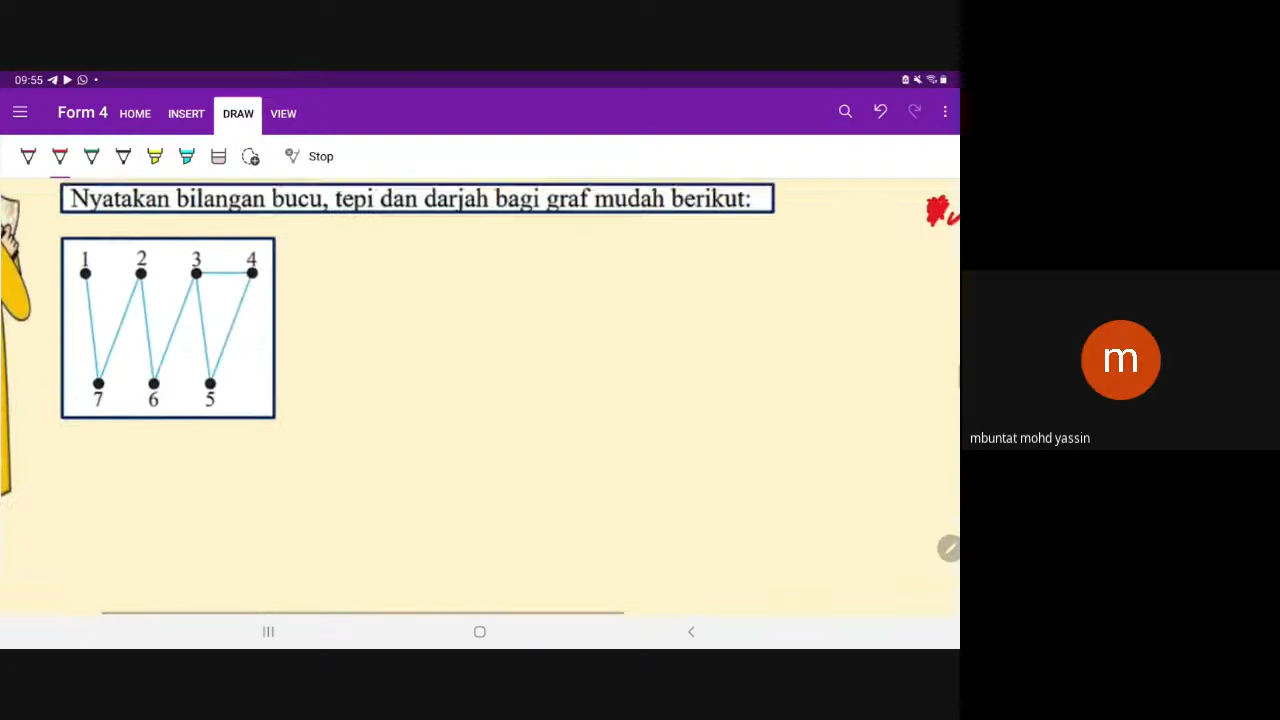 09:55
Form 4 HOME INSERT DRAW VIEW
Stop
Nyatakan bilangan bucu, tepi dan darjah bagi graf mudah berikut:
1 2 3 4
7 6 5
m
mbuntat mohd yassin